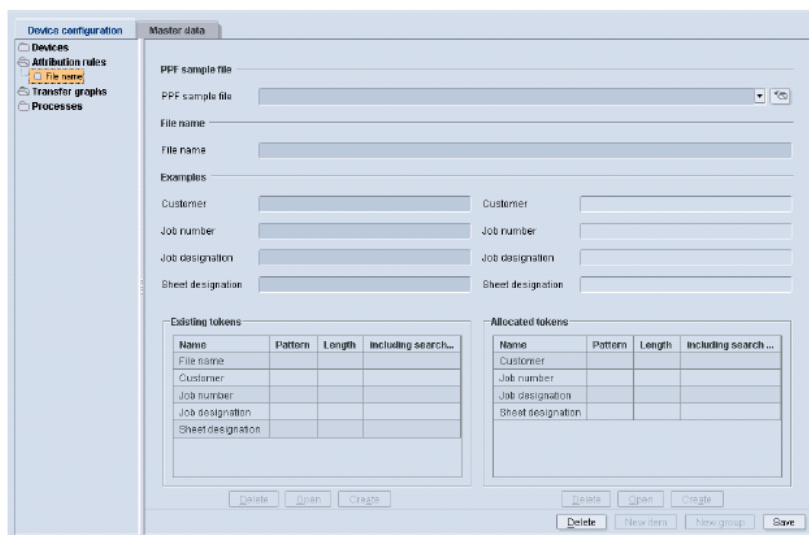 Device configuration Master data
Devices
Attribution rules
File name
Transfer graphs
Processes
PPF sample file
PPF sample file
File name
File name
Examples
Customer Customer
Job number Job number
Job designation Job designation
Sheet designation Sheet designation
Existing tokens Allocated tokens
Name Pattern Length Including search... Name Pattern Length Including search ...
File name Customer
Customer Job number
Job number Job designation
Job designation Sheet designation
Sheet designation
Delete Open Create Delete Open Create
Delete New item New group Save